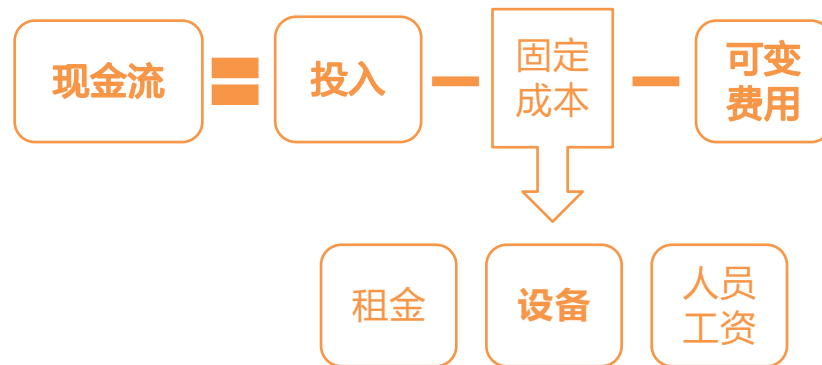 现金流
投入
固定
成本
可变
费用
租金
设备
人员
工资